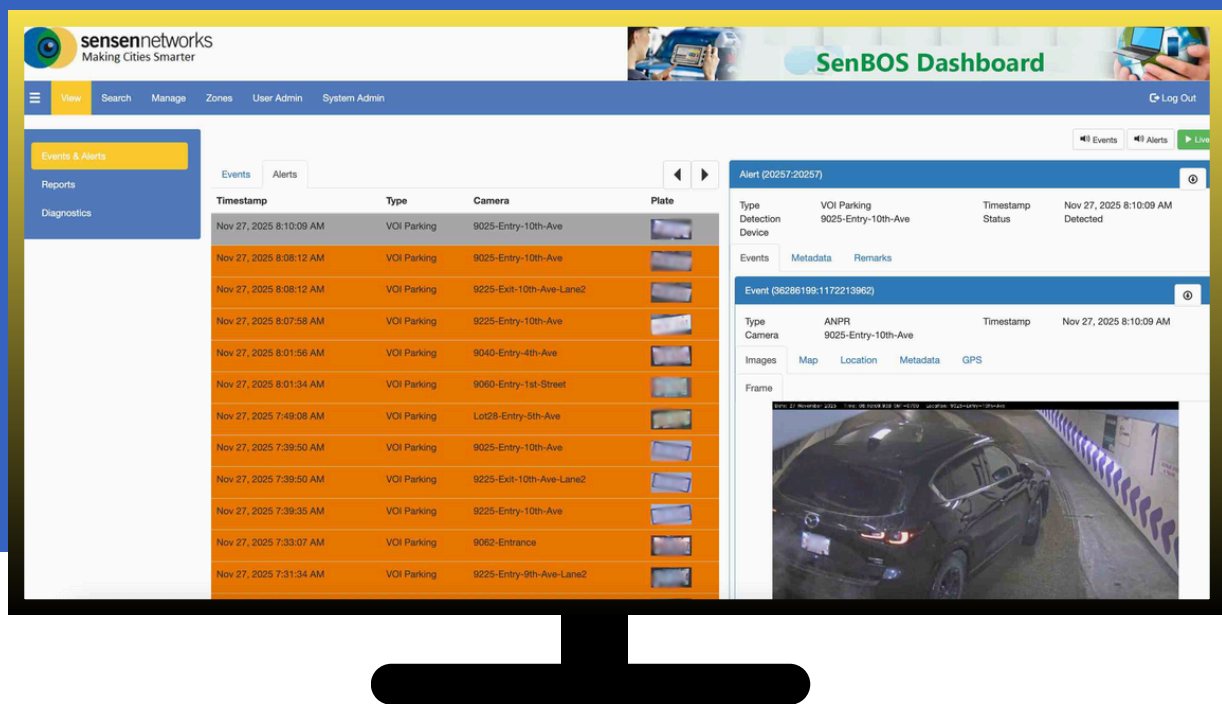 sensennetworks
Making Cities Smarter
SenBOS Dashboard
View Search Manage Zones User Admin System Admin Log Out
Events Alerts Live
Events & Alerts
Reports
Diagnostics
Events Alerts
Timestamp Type Camera Plate
Nov 27, 2025 8:10:09 AM VOI Parking 9025-Entry-10th-Ave
Nov 27, 2025 8:08:12 AM VOI Parking 9025-Entry-10th-Ave
Nov 27, 2025 8:08:12 AM VOI Parking 9225-Exit-10th-Ave-Lane2
Nov 27, 2025 8:07:58 AM VOI Parking 9225-Entry-10th-Ave
Nov 27, 2025 8:01:56 AM VOI Parking 9040-Entry-4th-Ave
Nov 27, 2025 8:01:34 AM VOI Parking 9060-Entry-1st-Street
Nov 27, 2025 7:49:08 AM VOI Parking Lot28-Entry-5th-Ave
Nov 27, 2025 7:39:50 AM VOI Parking 9025-Entry-10th-Ave
Nov 27, 2025 7:39:50 AM VOI Parking 9225-Exit-10th-Ave-Lane2
Nov 27, 2025 7:39:35 AM VOI Parking 9225-Entry-10th-Ave
Nov 27, 2025 7:33:07 AM VOI Parking 9062-Entrance
Nov 27, 2025 7:31:34 AM VOI Parking 9225-Entry-9th-Ave-Lane2
Alert (20257:20257)
Type VOI Parking Timestamp Nov 27, 2025 8:10:09 AM
Detection 9025-Entry-10th-Ave Status Detected
Device
Events Metadata Remarks
Event (36286199:1172213962)
Type ANPR Timestamp Nov 27, 2025 8:10:09 AM
Camera 9025-Entry-10th-Ave
Images Map Location Metadata GPS
Frame